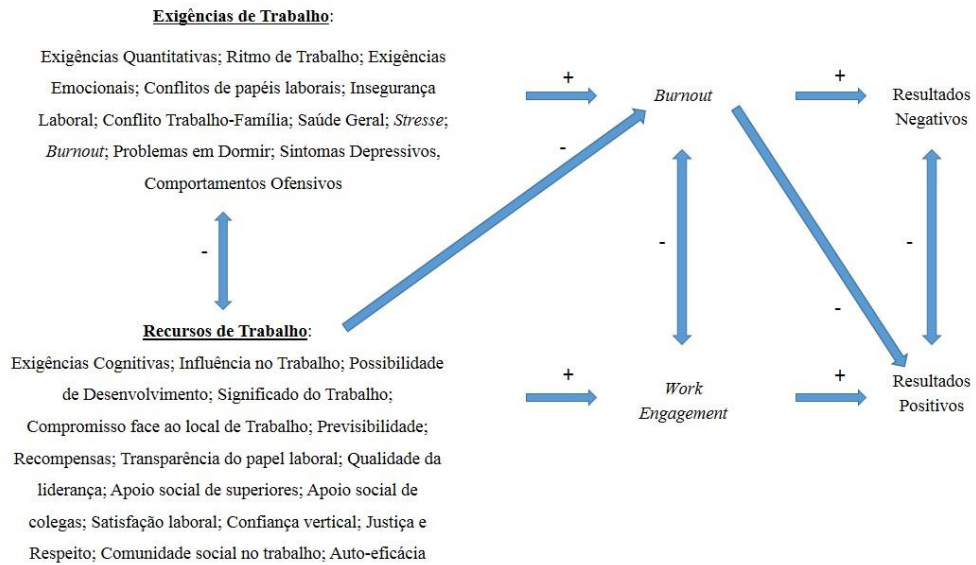 Exigências de Trabalho:
Exigências Quantitativas; Ritmo de Trabalho; Exigências
Emocionais; Conflitos de papéis laborais; Insegurança
Laboral; Conflito Trabalho-Família; Saúde Geral; Stresse;
Burnout; Problemas em Dormir; Sintomas Depressivos,
Comportamentos Ofensivos
+
Burnout
+
Resultados
Negativos
-
-
-
-
-
Recursos de Trabalho:
Exigências Cognitivas; Influência no Trabalho; Possibilidade
de Desenvolvimento; Significado do Trabalho;
Compromisso face ao local de Trabalho; Previsibilidade;
Recompensas; Transparência do papel laboral; Qualidade da
liderança; Apoio social de superiores; Apoio social de
colegas; Satisfação laboral; Confiança vertical; Justiça e
Respeito; Comunidade social no trabalho; Auto-eficácia
+
Work
Engagement
+
Resultados
Positivos